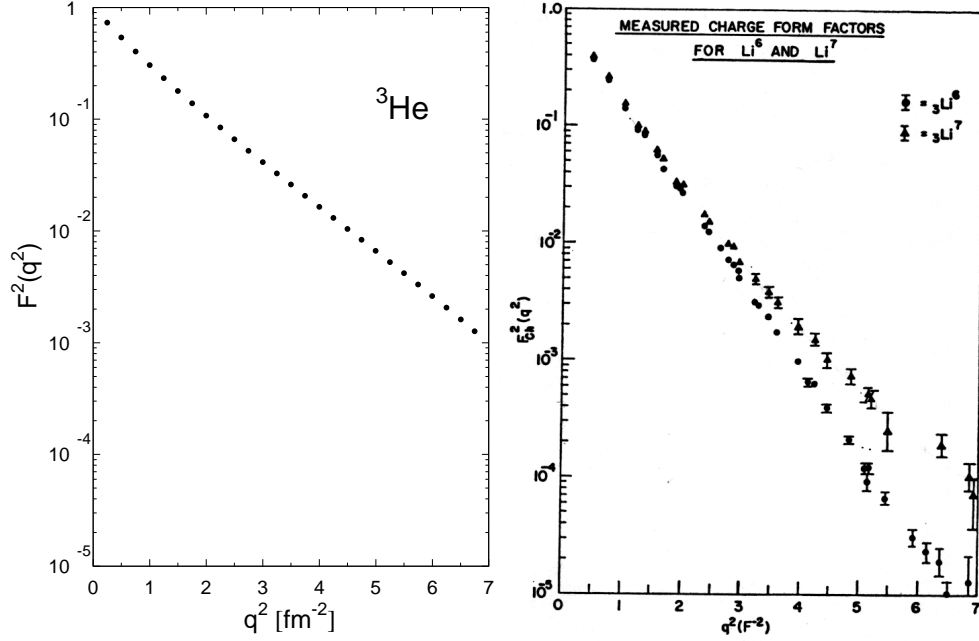 1
10⁻¹
10⁻²
10⁻³
10⁻⁴
10⁻⁵
F²(q²)
³He
0 1 2 3 4 5 6 7
q² [fm⁻²]
MEASURED CHARGE FORM FACTORS
FOR Li⁶ AND Li⁷
= ₃Li⁶
= ₃Li⁷
1.0
10⁻¹
10⁻²
10⁻³
10⁻⁴
10⁻⁵
F²Ch(q²)
0 1 2 3 4 5 6 7
q²(F⁻²)